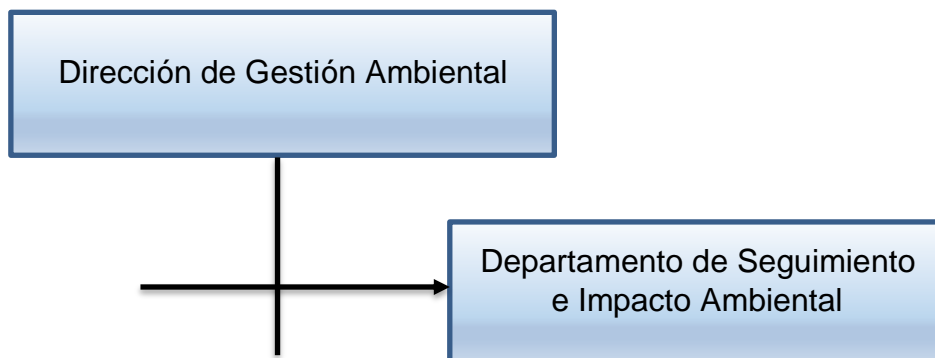 Dirección de Gestión Ambiental
Departamento de Seguimiento
e Impacto Ambiental